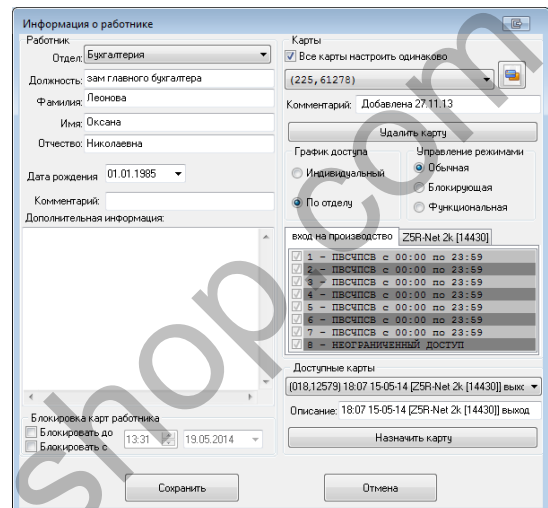 Информация о работнике
Работник
Отдел: Бухгалтерия
Должность: зам главного бухгалтера
Фамилия: Леонова
Имя: Оксана
Отчество: Николаевна
Дата рождения 01.01.1985
Комментарий:
Дополнительная информация:
Блокировка карт работника
Блокировать до
Блокировать с
13:31 19.05.2014
Карты
Все карты настроить одинаково
(225,61278)
Комментарий: Добавлена 27.11.13
Удалить карту
График доступа
Индивидуальный
По отделу
Управление режимами
Обычная
Блокирующая
Функциональная
вход на производство Z5R-Net 2k [14430]
1 - ПВСЧПСВ с 00:00 по 23:59
2 - ПВСЧПСВ с 00:00 по 23:59
3 - ПВСЧПСВ с 00:00 по 23:59
4 - ПВСЧПСВ с 00:00 по 23:59
5 - ПВСЧПСВ с 00:00 по 23:59
6 - ПВСЧПСВ с 00:00 по 23:59
7 - ПВСЧПСВ с 00:00 по 23:59
8 - НЕОГРАНИЧЕННЫЙ ДОСТУП
Доступные карты
(018,12579) 18:07 15-05-14 [Z5R-Net 2k [14430]] вых
Описание: 18:07 15-05-14 [Z5R-Net 2k [14430]] выход
Назначить карту
Сохранить Отмена
shop.com